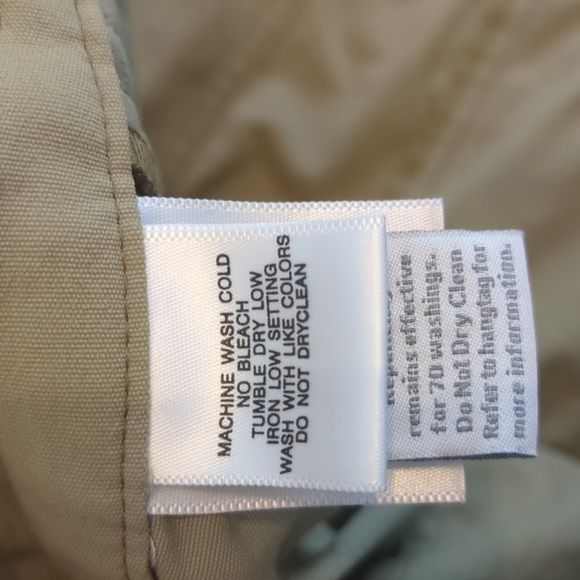 MACHINE WASH COLD
NO BLEACH
TUMBLE DRY LOW
IRON LOW SETTING
WASH WITH LIKE COLORS
DO NOT DRYCLEAN
remains effective
for 70 washings.
Do Not Dry Clean
Refer to hangtag for
more information.